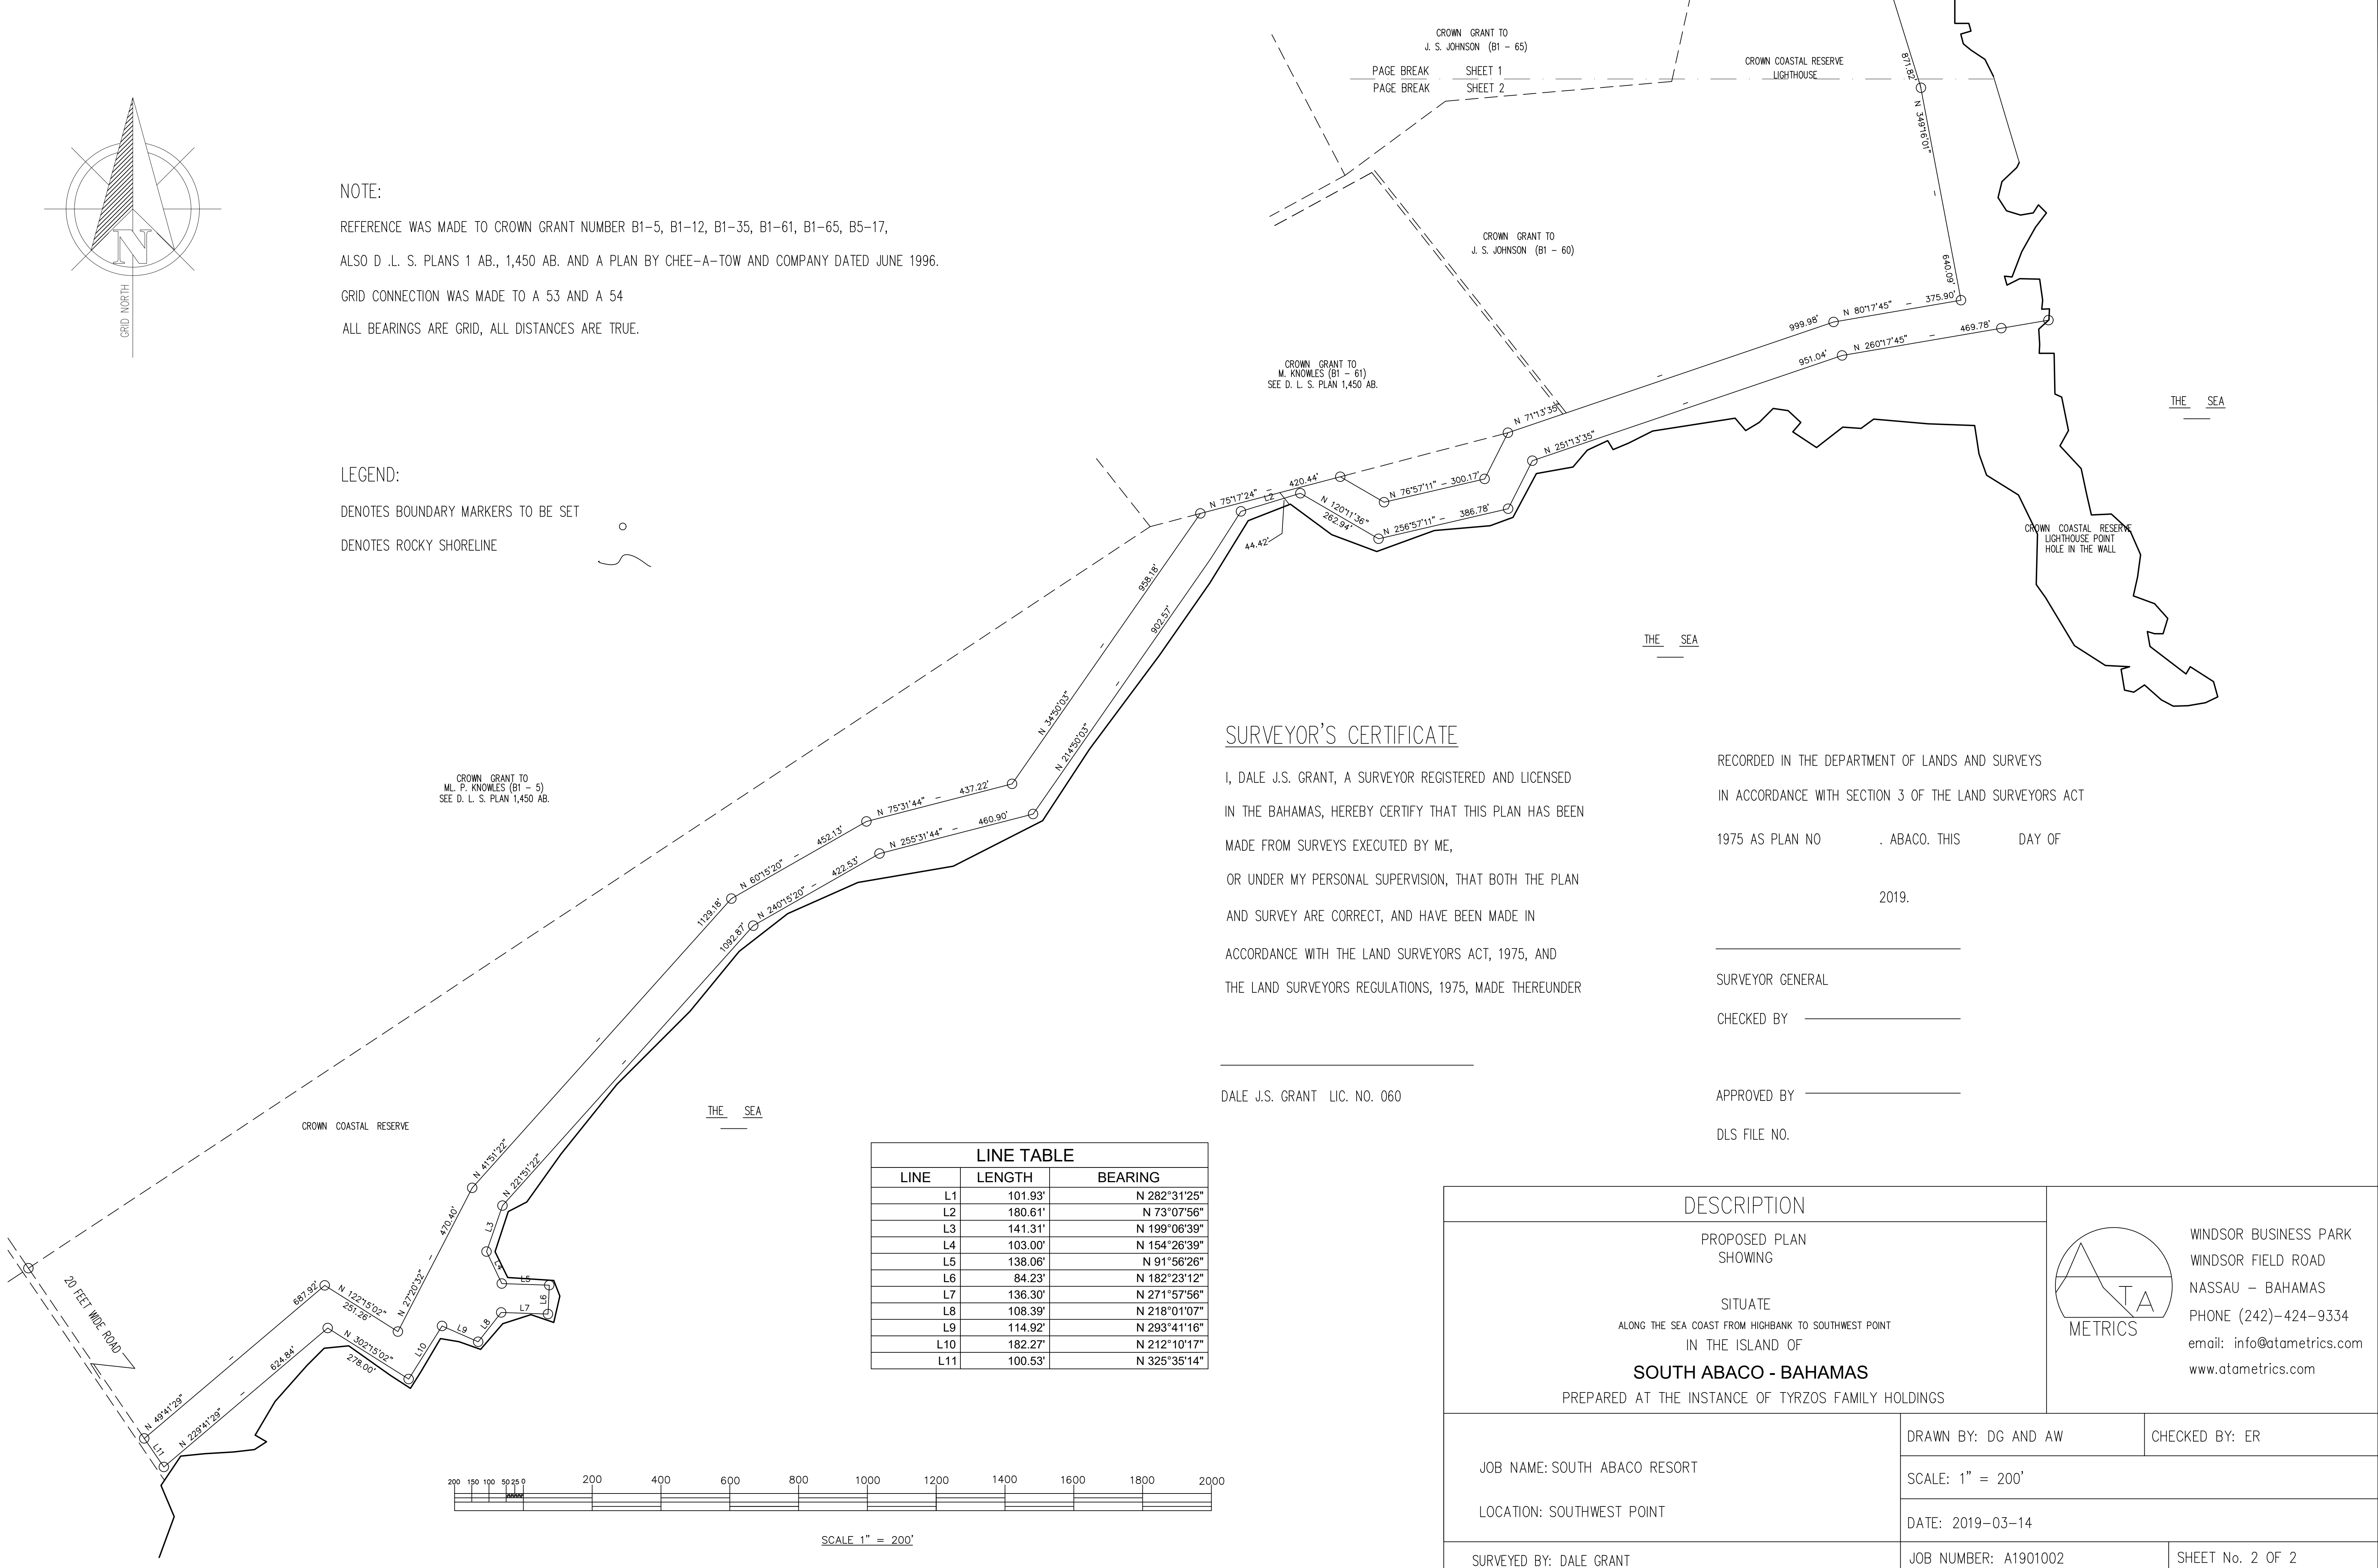 CROWN GRANT TO
J. S. JOHNSON (B1 - 65)
PAGE BREAK SHEET 1
PAGE BREAK SHEET 2
CROWN COASTAL RESERVE
LIGHTHOUSE
871.82'
N 349°16'01"
-
640.09'
N
GRID NORTH
NOTE:
REFERENCE WAS MADE TO CROWN GRANT NUMBER B1-5, B1-12, B1-35, B1-61, B1-65, B5-17,
ALSO D .L. S. PLANS 1 AB., 1,450 AB. AND A PLAN BY CHEE-A-TOW AND COMPANY DATED JUNE 1996.
GRID CONNECTION WAS MADE TO A 53 AND A 54
ALL BEARINGS ARE GRID, ALL DISTANCES ARE TRUE.
CROWN GRANT TO
J. S. JOHNSON (B1 - 60)
CROWN GRANT TO
M. KNOWLES (B1 - 61)
SEE D. L. S. PLAN 1,450 AB.
999.98'
N 80°17'45" - 375.90'
951.04'
N 260°17'45" - 469.78'
N 71°13'35"
N 251°13'35"
THE SEA
LEGEND:
DENOTES BOUNDARY MARKERS TO BE SET
DENOTES ROCKY SHORELINE
N 75°17'24" - 420.44'
L2
44.42'
N 120°11'36"
262.94'
N 76°57'11" - 300.17'
N 256°57'11" - 386.78'
CROWN COASTAL RESERVE
LIGHTHOUSE POINT
HOLE IN THE WALL
THE SEA
958.18'
902.57'
N 34°50'03"
N 214°50'03"
CROWN GRANT TO
ML. P. KNOWLES (B1 - 5)
SEE D. L. S. PLAN 1,450 AB.
N 75°31'44" - 437.22'
N 255°31'44" - 460.90'
N 60°15'20" - 452.13'
N 240°15'20" - 422.53'
1129.18'
1092.87'
N 41°51'22"
N 221°51'22"
SURVEYOR'S CERTIFICATE
I, DALE J.S. GRANT, A SURVEYOR REGISTERED AND LICENSED
IN THE BAHAMAS, HEREBY CERTIFY THAT THIS PLAN HAS BEEN
MADE FROM SURVEYS EXECUTED BY ME,
OR UNDER MY PERSONAL SUPERVISION, THAT BOTH THE PLAN
AND SURVEY ARE CORRECT, AND HAVE BEEN MADE IN
ACCORDANCE WITH THE LAND SURVEYORS ACT, 1975, AND
THE LAND SURVEYORS REGULATIONS, 1975, MADE THEREUNDER
DALE J.S. GRANT LIC. NO. 060
RECORDED IN THE DEPARTMENT OF LANDS AND SURVEYS
IN ACCORDANCE WITH SECTION 3 OF THE LAND SURVEYORS ACT
1975 AS PLAN NO . ABACO. THIS DAY OF
2019.
SURVEYOR GENERAL
CHECKED BY
APPROVED BY
DLS FILE NO.
CROWN COASTAL RESERVE
THE SEA
20 FEET WIDE ROAD
687.92'
N 49°41'29"
624.84'
N 229°41'29"
L11
N 122°15'02"
251.26'
N 302°15'02"
278.00'
470.40'
N 27°20'32" -
L3
L4
L5
L6
L7
L8
L9
L10
LINE TABLE
LINE LENGTH BEARING
L1 101.93' N 282°31'25"
L2 180.61' N 73°07'56"
L3 141.31' N 199°06'39"
L4 103.00' N 154°26'39"
L5 138.06' N 91°56'26"
L6 84.23' N 182°23'12"
L7 136.30' N 271°57'56"
L8 108.39' N 218°01'07"
L9 114.92' N 293°41'16"
L10 182.27' N 212°10'17"
L11 100.53' N 325°35'14"
200 150 100 50 25 0 200 400 600 800 1000 1200 1400 1600 1800 2000
SCALE 1" = 200'
DESCRIPTION
PROPOSED PLAN
SHOWING
SITUATE
ALONG THE SEA COAST FROM HIGHBANK TO SOUTHWEST POINT
IN THE ISLAND OF
SOUTH ABACO - BAHAMAS
PREPARED AT THE INSTANCE OF TYRZOS FAMILY HOLDINGS
TA
METRICS
WINDSOR BUSINESS PARK
WINDSOR FIELD ROAD
NASSAU - BAHAMAS
PHONE (242)-424-9334
email: info@atametrics.com
www.atametrics.com
JOB NAME: SOUTH ABACO RESORT
LOCATION: SOUTHWEST POINT
SURVEYED BY: DALE GRANT
DRAWN BY: DG AND AW
CHECKED BY: ER
SCALE: 1" = 200'
DATE: 2019-03-14
JOB NUMBER: A1901002
SHEET No. 2 OF 2